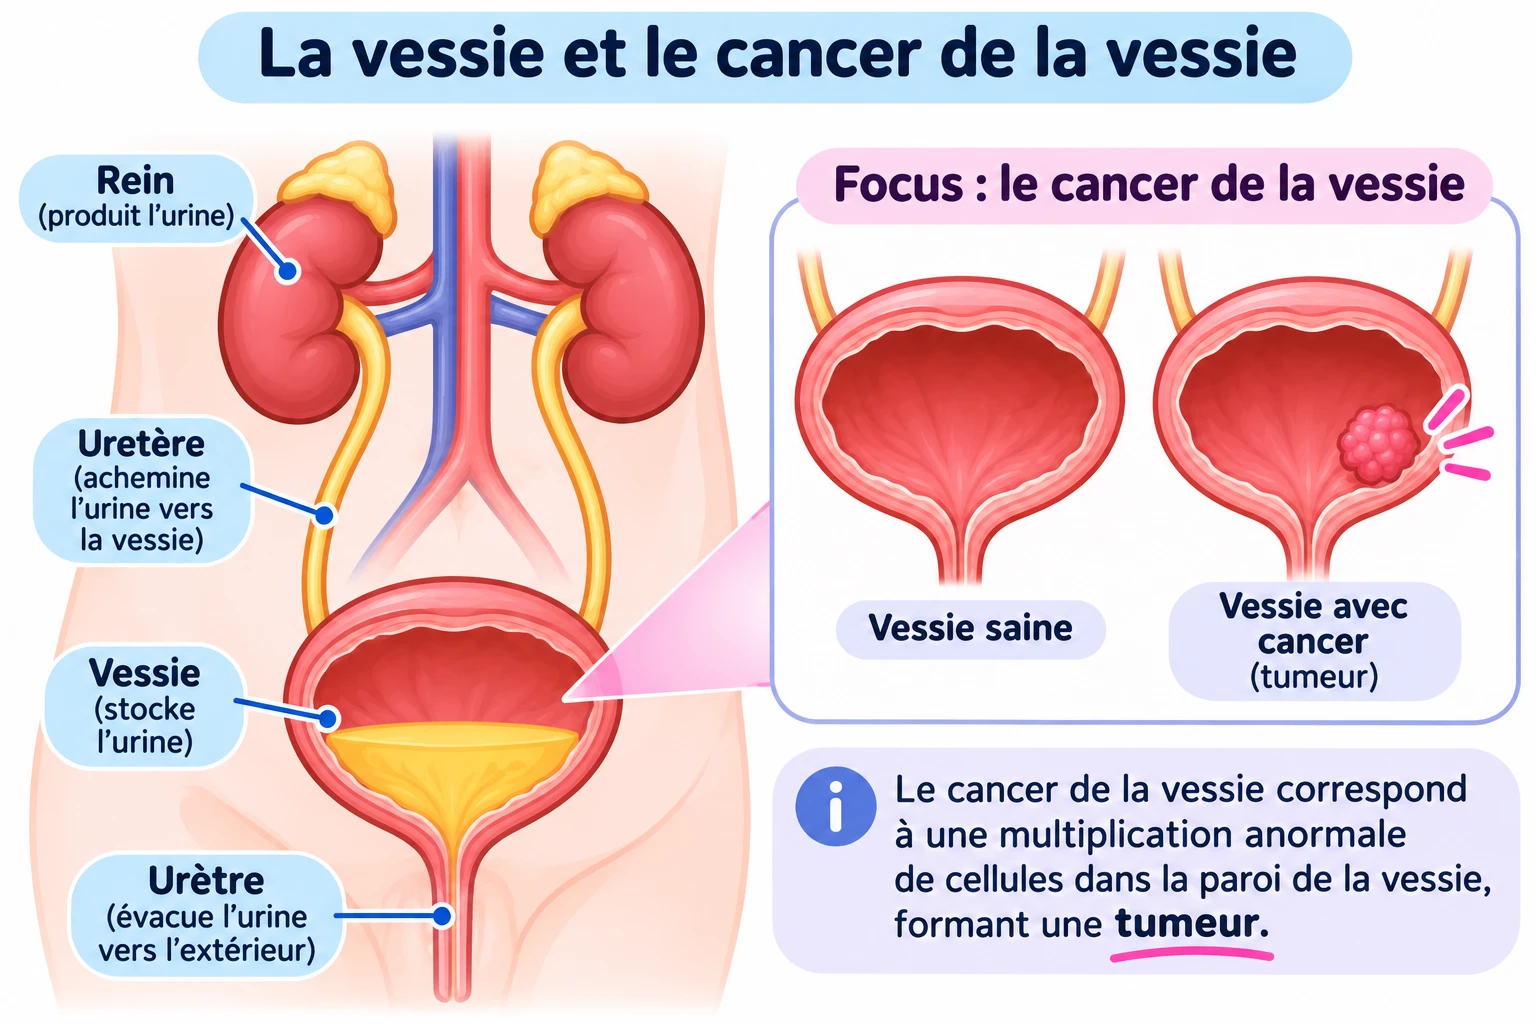 La vessie et le cancer de la vessie
Rein
(produit l'urine)
Uretère
(achemine
l'urine vers
la vessie)
Vessie
(stocke
l'urine)
Urètre
(évacue l'urine
vers l'extérieur)
Focus : le cancer de la vessie
Vessie saine
Vessie avec
cancer
(tumeur)
i
Le cancer de la vessie correspond
à une multiplication anormale
de cellules dans la paroi de la vessie,
formant une tumeur.